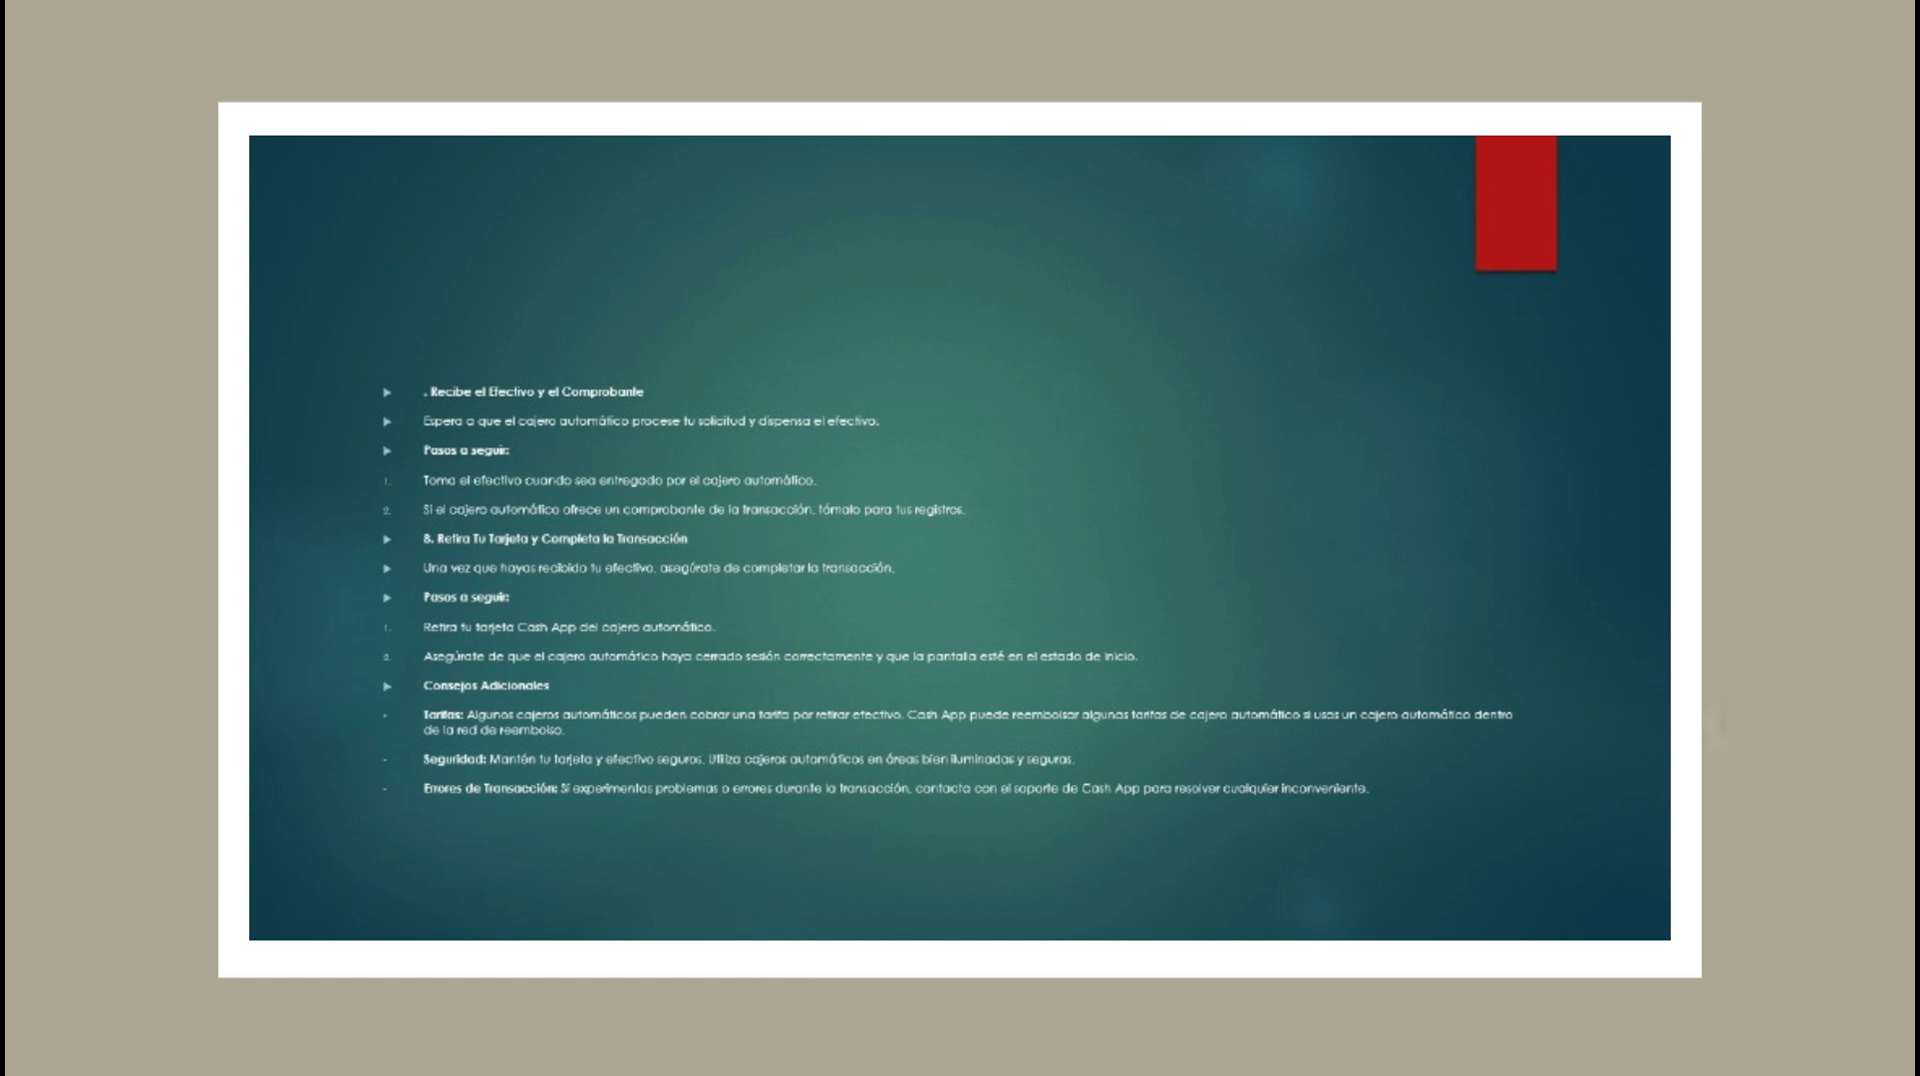 . Recibe el Efectivo y el Comprobante
Espera a que el cajero automático procese tu solicitud y dispensa el efectivo.
Pasos a seguir:
1. Toma el efectivo cuando sea entregado por el cajero automático.
2. Si el cajero automático ofrece un comprobante de la transacción, tómalo para tus registros.
8. Retira Tu Tarjeta y Completa la Transacción
Una vez que hayas recibido tu efectivo, asegúrate de completar la transacción.
Pasos a seguir:
1. Retira tu tarjeta Cash App del cajero automático.
2. Asegúrate de que el cajero automático haya cerrado sesión correctamente y que la pantalla esté en el estado de inicio.
Consejos Adicionales
- Tarifas: Algunos cajeros automáticos pueden cobrar una tarifa por retirar efectivo. Cash App puede reembolsar algunas tarifas de cajero automático si usas un cajero automático dentro
de la red de reembolso.
- Seguridad: Mantén tu tarjeta y efectivo seguros. Utiliza cajeros automáticos en áreas bien iluminadas y seguras.
- Errores de Transacción: Si experimentas problemas o errores durante la transacción, contacta con el soporte de Cash App para resolver cualquier inconveniente.